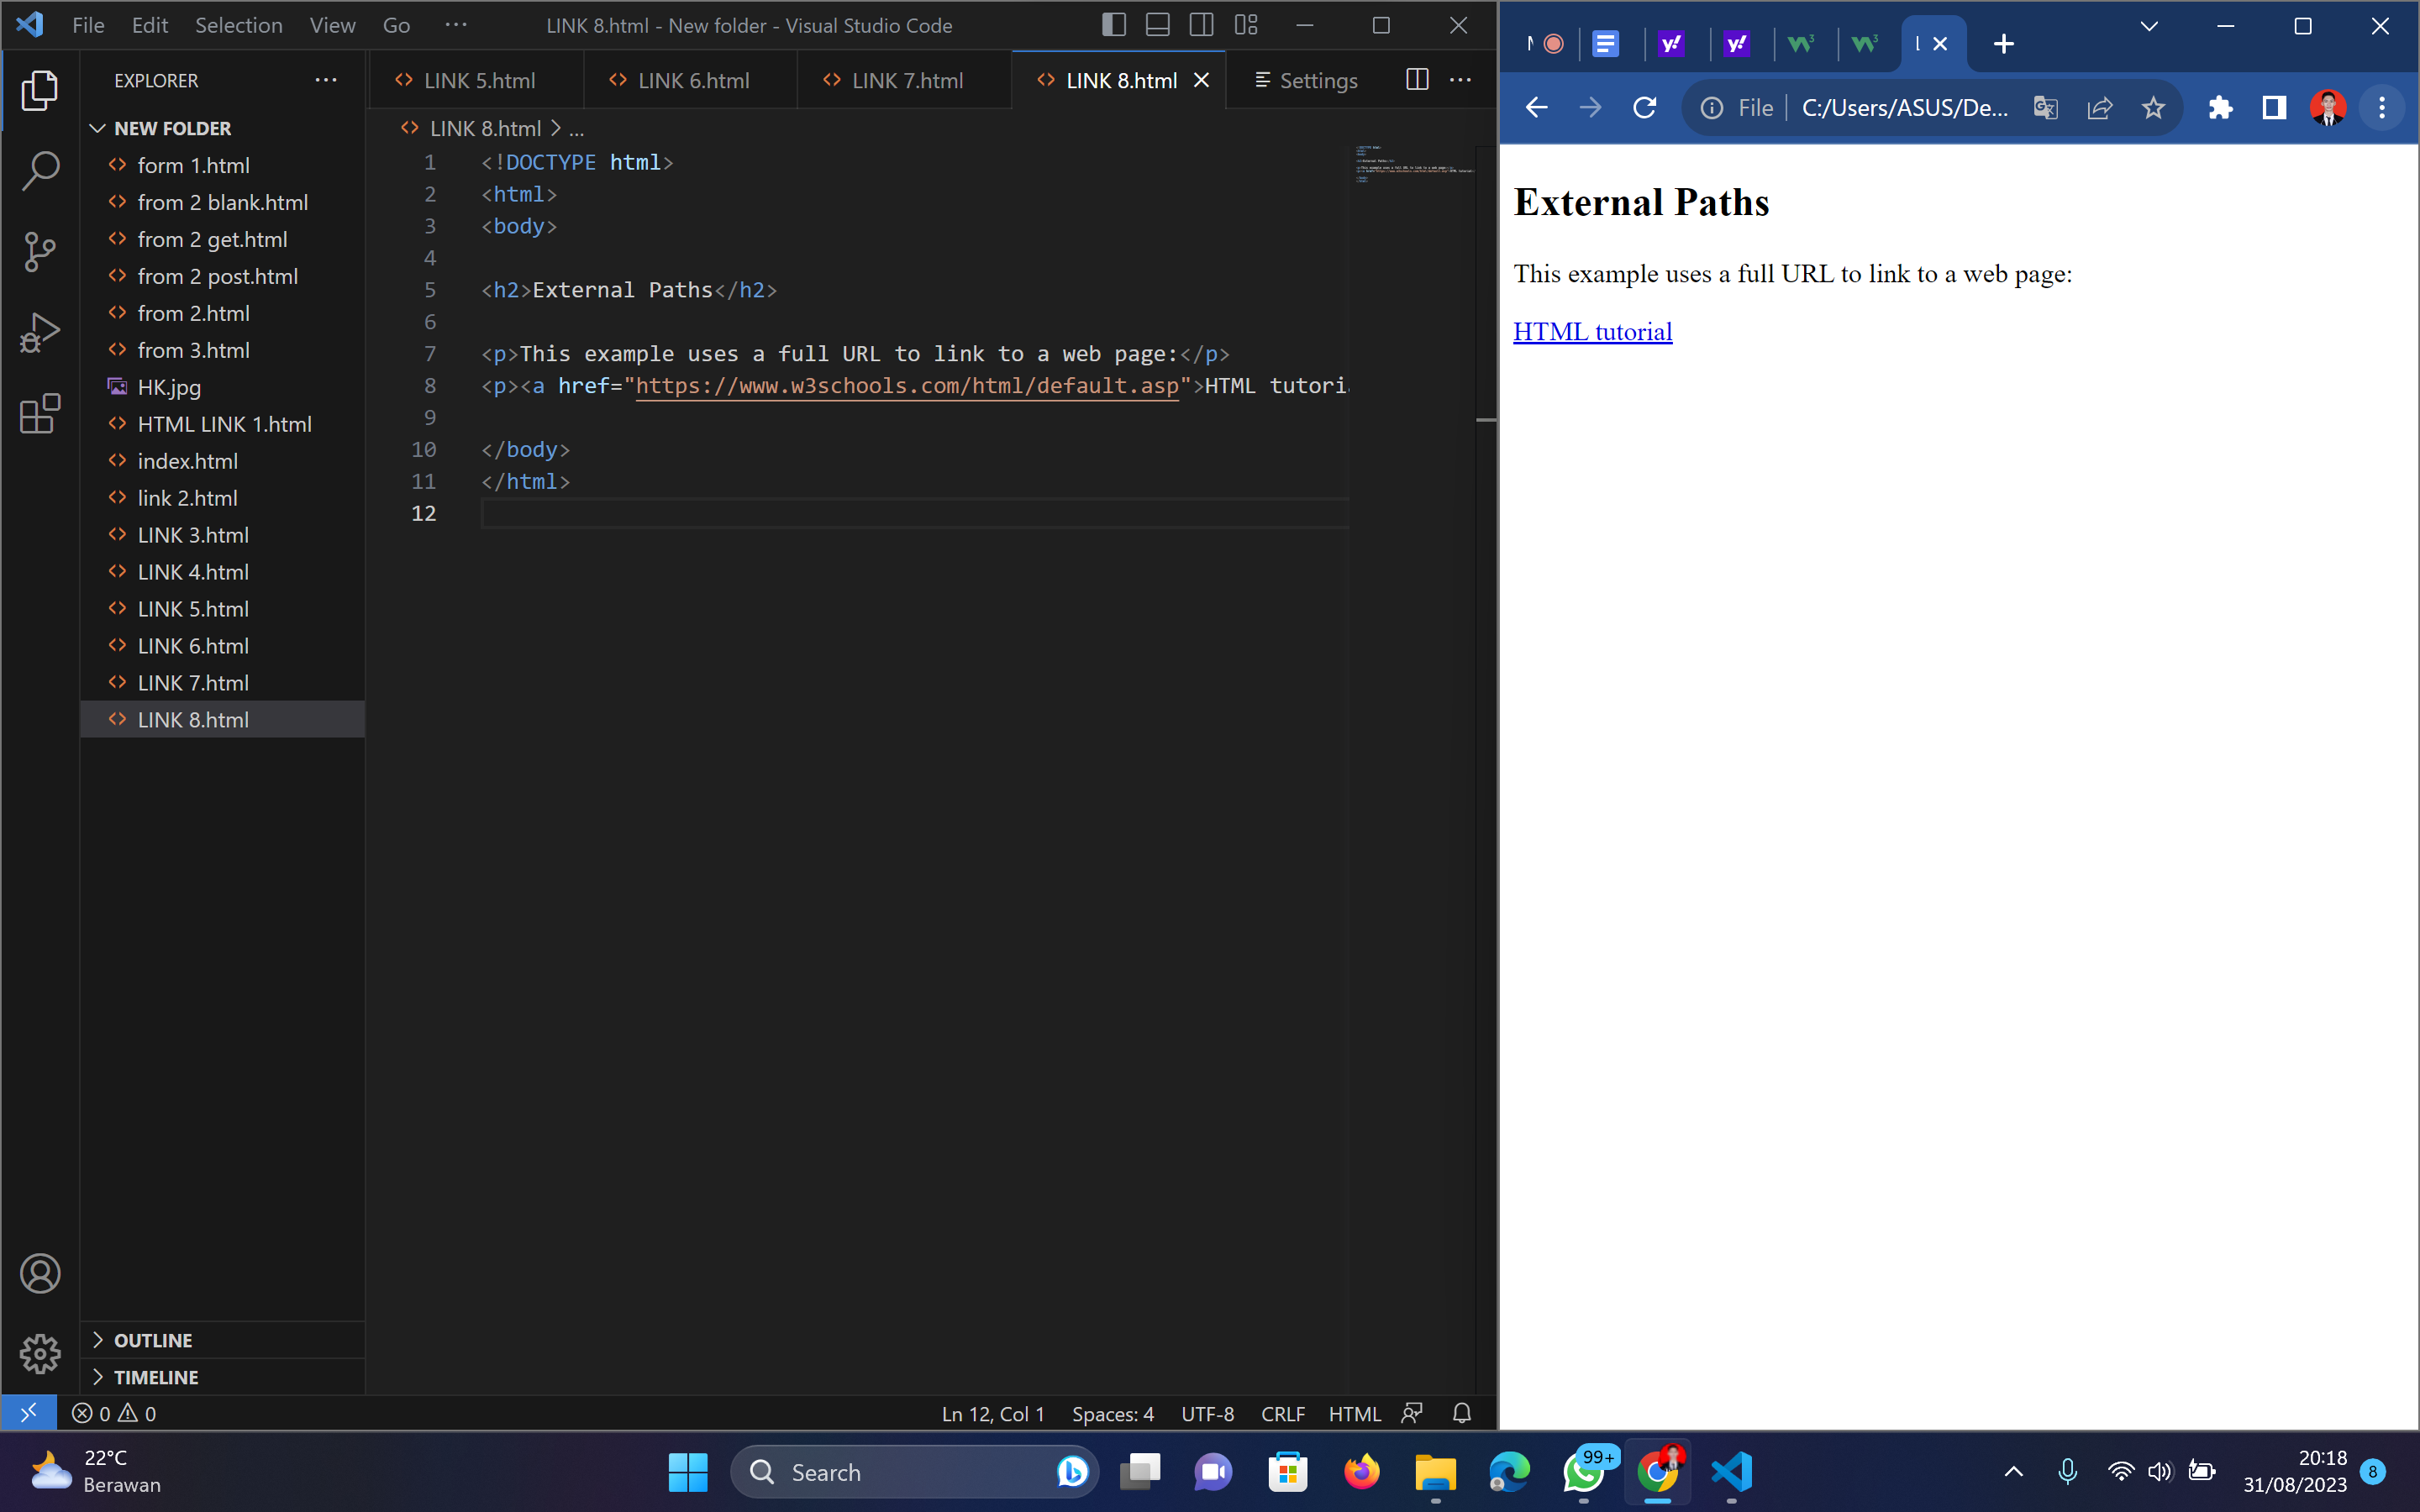 File Edit Selection View Go ... LINK 8.html - New folder - Visual Studio Code
EXPLORER
NEW FOLDER
form 1.html
from 2 blank.html
from 2 get.html
from 2 post.html
from 2.html
from 3.html
HK.jpg
HTML LINK 1.html
index.html
link 2.html
LINK 3.html
LINK 4.html
LINK 5.html
LINK 6.html
LINK 7.html
LINK 8.html
OUTLINE
TIMELINE
LINK 5.html LINK 6.html LINK 7.html LINK 8.html Settings
LINK 8.html > ...
1 <!DOCTYPE html>
2 <html>
3 <body>
4
5 <h2>External Paths</h2>
6
7 <p>This example uses a full URL to link to a web page:</p>
8 <p><a href="https://www.w3schools.com/html/default.asp">HTML tutoria
9
10 </body>
11 </html>
12
0 0 Ln 12, Col 1 Spaces: 4 UTF-8 CRLF HTML
File C:/Users/ASUS/De...
External Paths
This example uses a full URL to link to a web page:
HTML tutorial
22°C
Berawan
Search
99+
20:18
31/08/2023
8